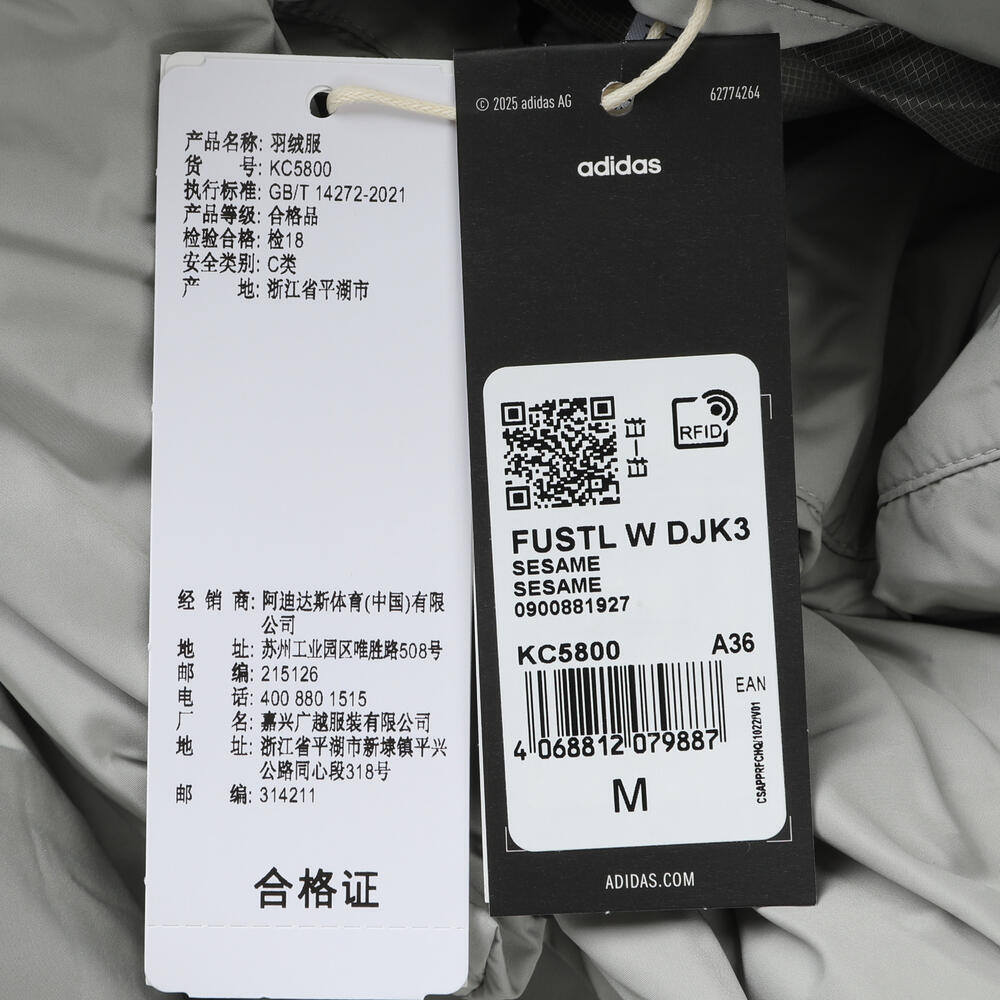 产品名称: 羽绒服
货 号: KC5800
执行标准: GB/T 14272-2021
产品等级: 合格品
检验合格: 检18
安全类别: C类
产 地: 浙江省平湖市
经 销 商: 阿迪达斯体育(中国)有限
公司
地 址: 苏州工业园区唯胜路508号
邮 编: 215126
电 话: 400 880 1515
厂 名: 嘉兴广越服装有限公司
地 址: 浙江省平湖市新埭镇平兴
公路同心段318号
邮 编: 314211
合格证
© 2025 adidas AG
62774264
adidas
扫一扫
RFID
FUSTL W DJK3
SESAME
SESAME
0900881927
KC5800 A36
EAN
4 068812 079887
CSAPPRFCHQ/1022/V01
M
ADIDAS.COM